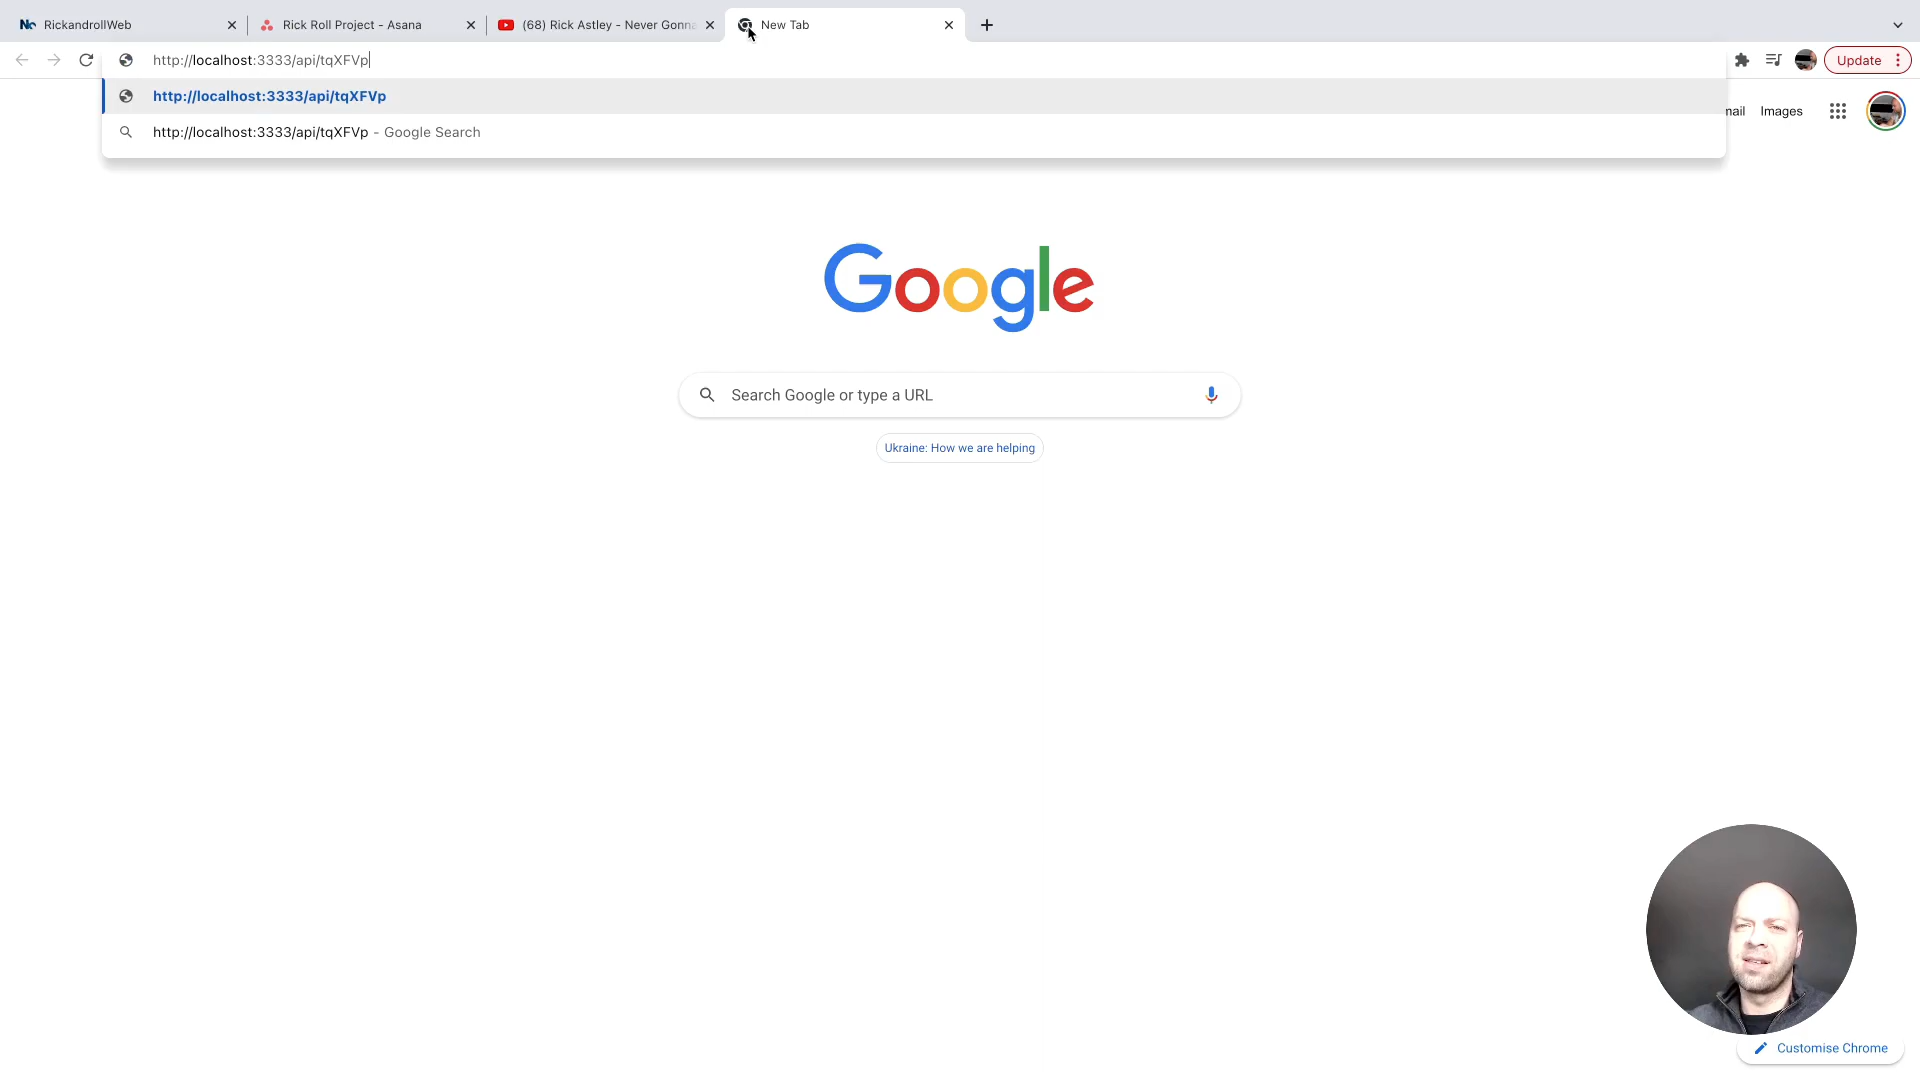 RickandrollWeb
Rick Roll Project - Asana
(68) Rick Astley - Never Gonna
New Tab
http://localhost:3333/api/tqXFVp
Update
http://localhost:3333/api/tqXFVp
http://localhost:3333/api/tqXFVp - Google Search
mail
Images
Google
Search Google or type a URL
Ukraine: How we are helping
Customise Chrome